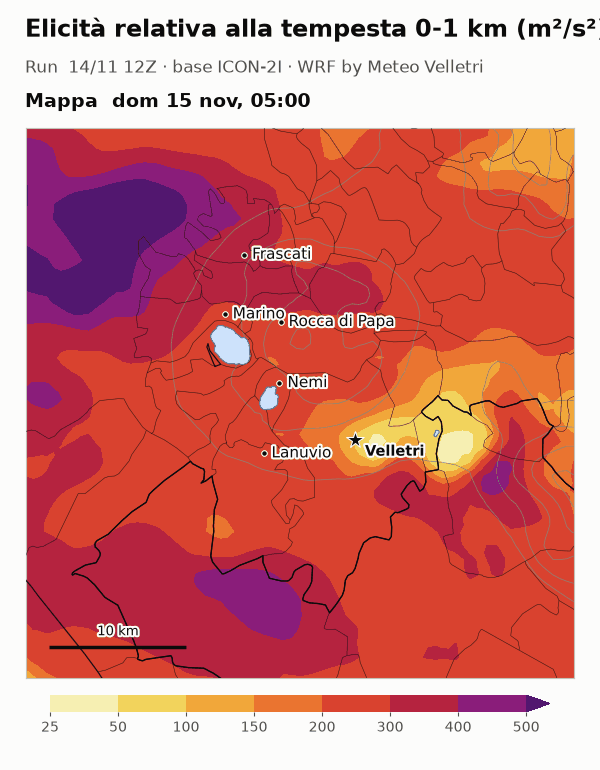 Elicità relativa alla tempesta 0-1 km (m²/s²)
Run  14/11 12Z · base ICON-2I · WRF by Meteo Velletri
Mappa  dom 15 nov, 05:00
Frascati
Marino
Rocca di Papa
Nemi
Velletri
Lanuvio
10 km
25 50 100 150 200 300 400 500